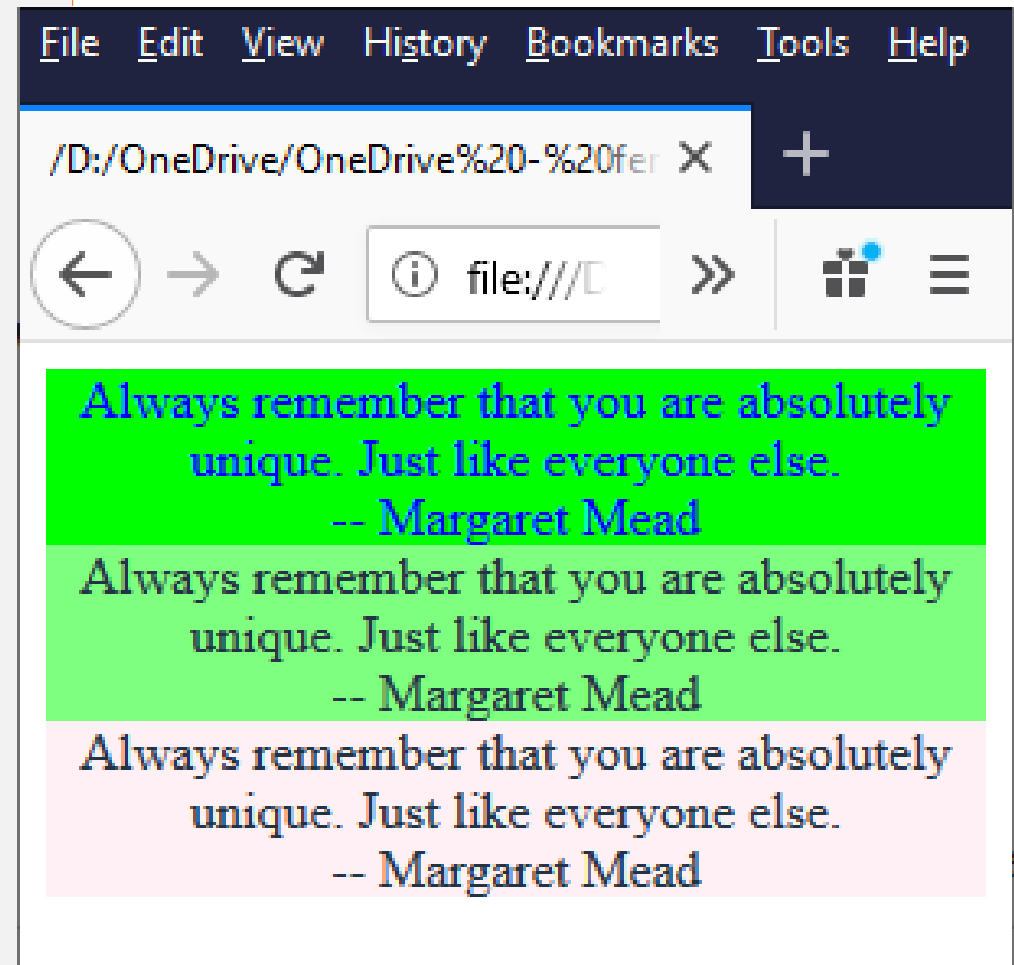 File Edit View History Bookmarks Tools Help
/D:/OneDrive/OneDrive%20-%20fer
file:///D
Always remember that you are absolutely
unique. Just like everyone else.
-- Margaret Mead
Always remember that you are absolutely
unique. Just like everyone else.
-- Margaret Mead
Always remember that you are absolutely
unique. Just like everyone else.
-- Margaret Mead